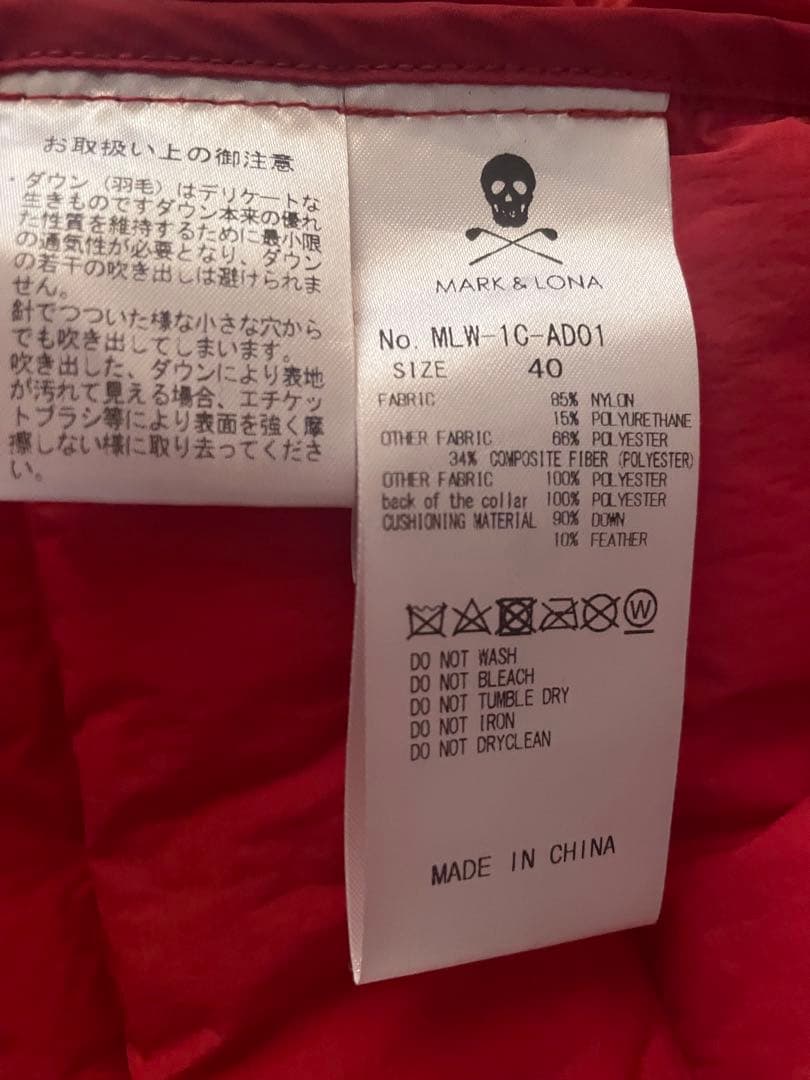 お取扱い上の御注意
・ダウン（羽毛）はデリケートな
生きものですダウン本来の優れ
た性質を維持するために最小限
の通気性が必要となり、ダウン
の若干の吹き出しは避けられま
せん。
針でつついた様な小さな穴から
でも吹き出してしまいます。
吹き出した、ダウンにより表地
が汚れて見える場合、エチケッ
トブラシ等により表面を強く摩
擦しない様に取り去ってくださ
い。
MARK & LONA
No. MLW-1C-AD01
SIZE 40
FABRIC 85% NYLON
15% POLYURETHANE
OTHER FABRIC 66% POLYESTER
34% COMPOSITE FIBER (POLYESTER)
OTHER FABRIC 100% POLYESTER
back of the collar 100% POLYESTER
CUSHIONING MATERIAL 90% DOWN
10% FEATHER
W
DO NOT WASH
DO NOT BLEACH
DO NOT TUMBLE DRY
DO NOT IRON
DO NOT DRYCLEAN
MADE IN CHINA